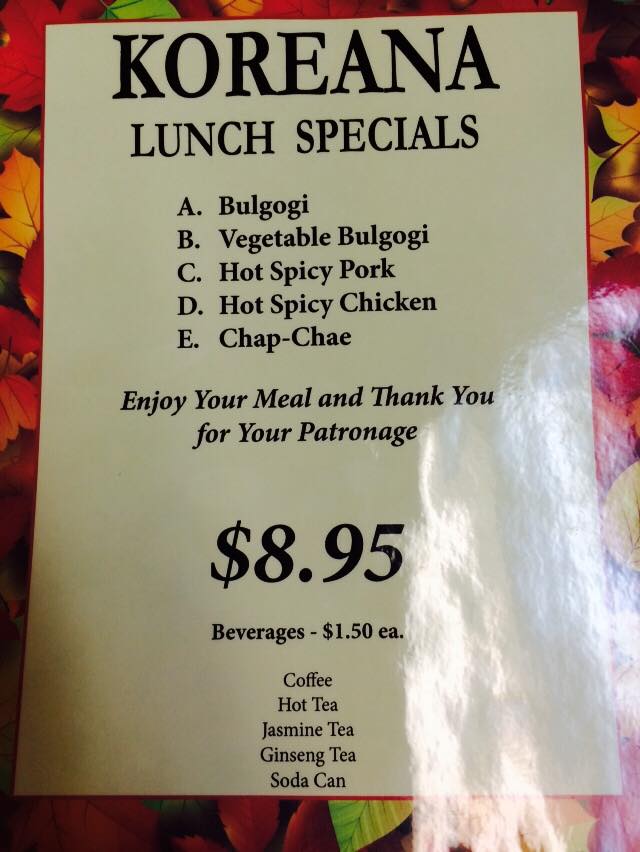 KOREANA
LUNCH SPECIALS
A. Bulgogi
B. Vegetable Bulgogi
C. Hot Spicy Pork
D. Hot Spicy Chicken
E. Chap-Chae
Enjoy Your Meal and Thank You
for Your Patronage
$8.95
Beverages - $1.50 ea.
Coffee
Hot Tea
Jasmine Tea
Ginseng Tea
Soda Can